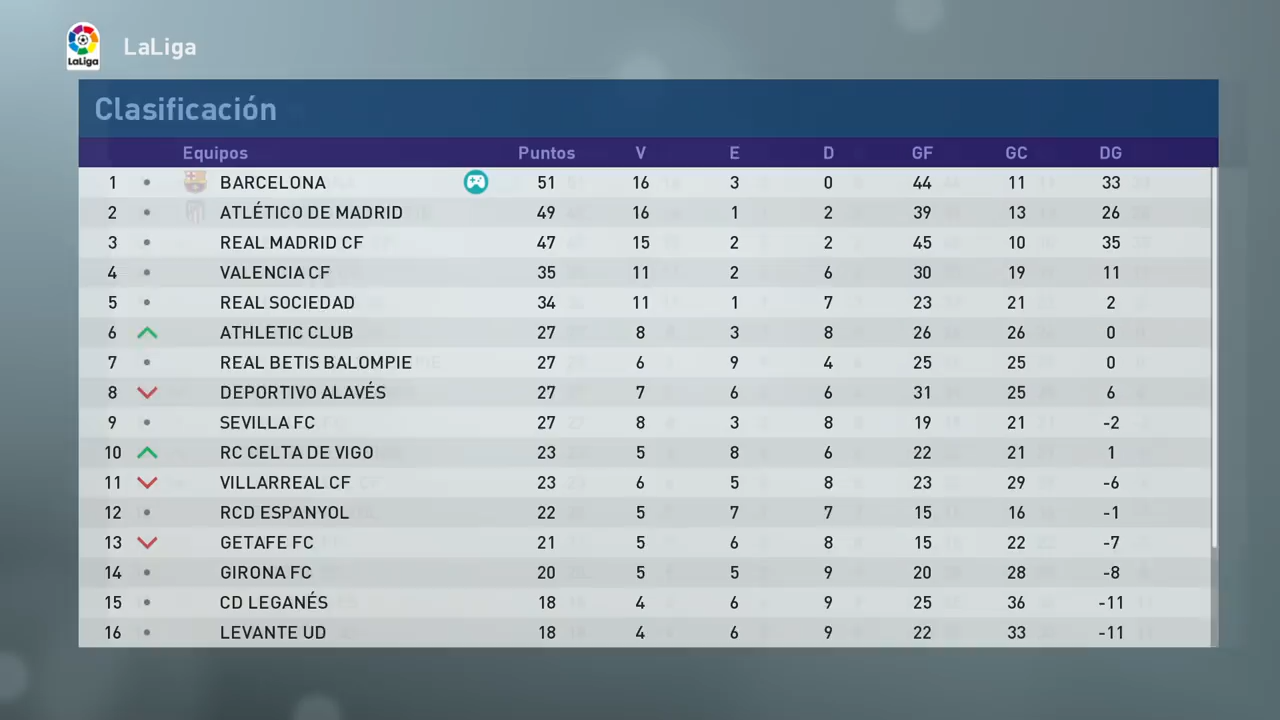 LaLiga
LaLiga
Clasificación
Equipos Puntos V E D GF GC DG
1 BARCELONA 51 16 3 0 44 11 33
2 ATLÉTICO DE MADRID 49 16 1 2 39 13 26
3 REAL MADRID CF 47 15 2 2 45 10 35
4 VALENCIA CF 35 11 2 6 30 19 11
5 REAL SOCIEDAD 34 11 1 7 23 21 2
6 ATHLETIC CLUB 27 8 3 8 26 26 0
7 REAL BETIS BALOMPIE 27 6 9 4 25 25 0
8 DEPORTIVO ALAVÉS 27 7 6 6 31 25 6
9 SEVILLA FC 27 8 3 8 19 21 -2
10 RC CELTA DE VIGO 23 5 8 6 22 21 1
11 VILLARREAL CF 23 6 5 8 23 29 -6
12 RCD ESPANYOL 22 5 7 7 15 16 -1
13 GETAFE FC 21 5 6 8 15 22 -7
14 GIRONA FC 20 5 5 9 20 28 -8
15 CD LEGANÉS 18 4 6 9 25 36 -11
16 LEVANTE UD 18 4 6 9 22 33 -11